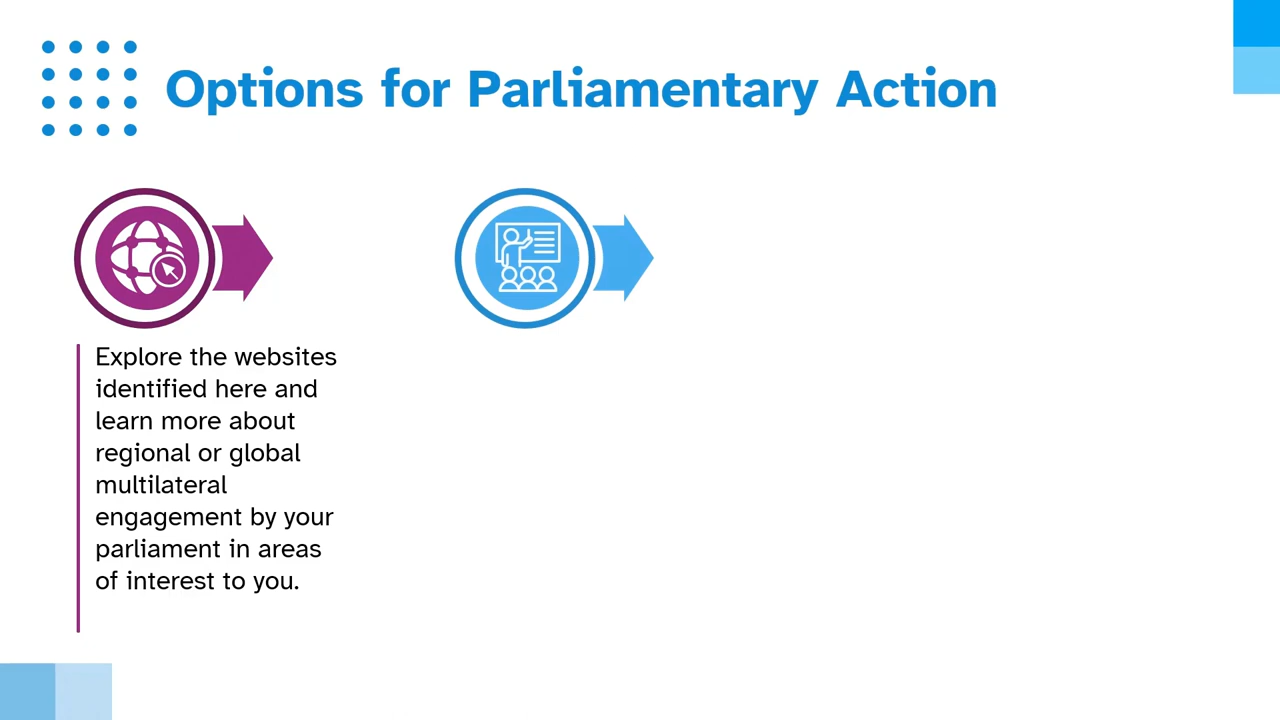 Options for Parliamentary Action
Explore the websites
identified here and
learn more about
regional or global
multilateral
engagement by your
parliament in areas
of interest to you.